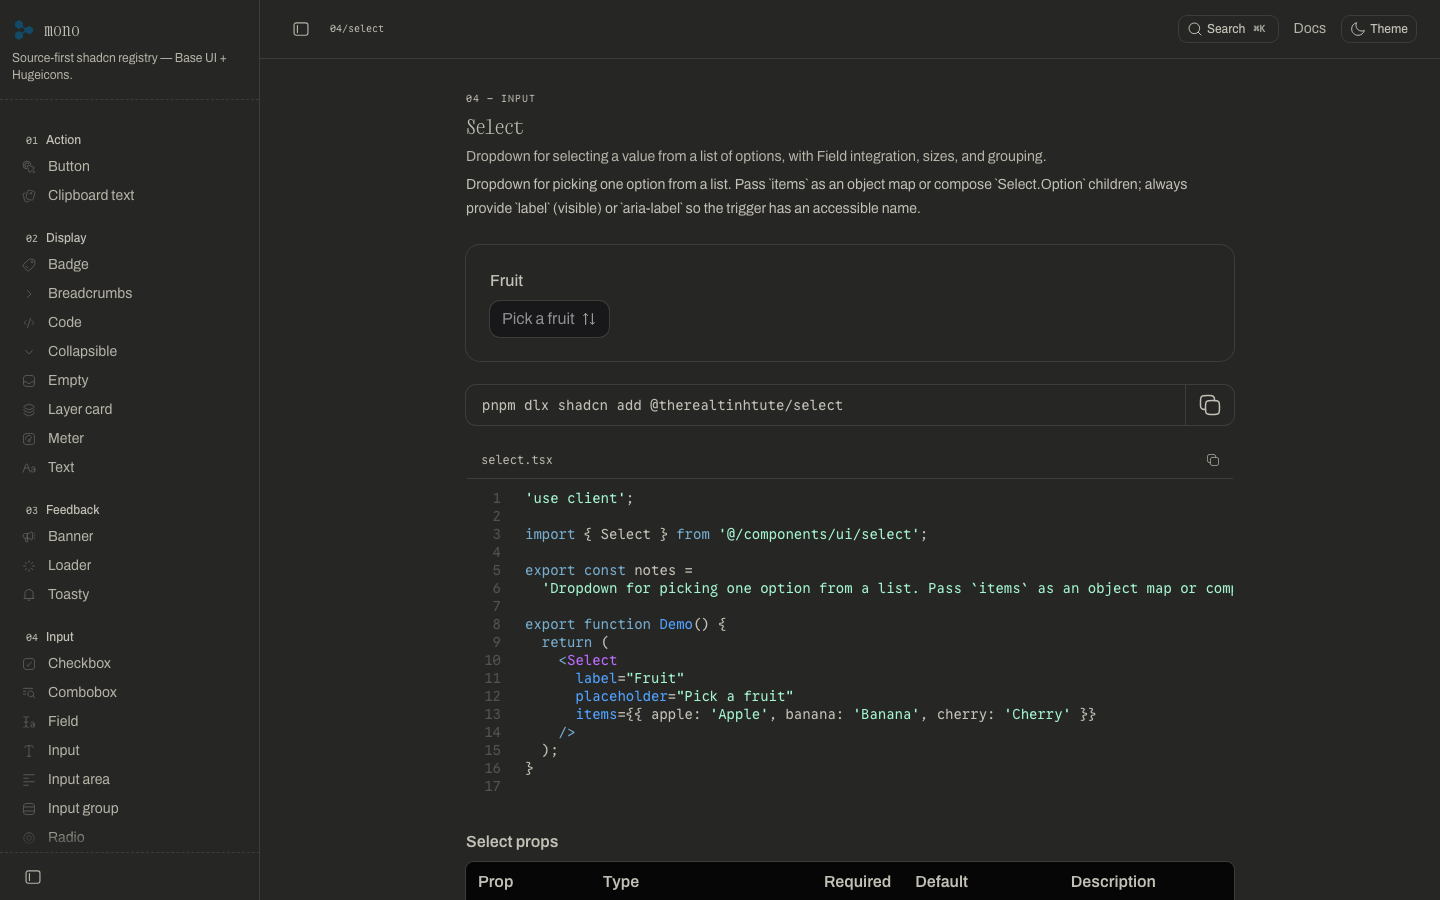 mono
Source-first shadcn registry — Base UI +
Hugeicons.
01 Action
Button
Clipboard text
02 Display
Badge
Breadcrumbs
Code
Collapsible
Empty
Layer card
Meter
Text
03 Feedback
Banner
Loader
Toasty
04 Input
Checkbox
Combobox
Field
Input
Input area
Input group
Radio
04/select
Search ⌘K
Docs
Theme
04 — INPUT
Select
Dropdown for selecting a value from a list of options, with Field integration, sizes, and grouping.
Dropdown for picking one option from a list. Pass `items` as an object map or compose `Select.Option` children; always
provide `label` (visible) or `aria-label` so the trigger has an accessible name.
Fruit
Pick a fruit
pnpm dlx shadcn add @therealtinhtute/select
select.tsx
1 'use client';
2
3 import { Select } from '@/components/ui/select';
4
5 export const notes =
6 'Dropdown for picking one option from a list. Pass `items` as an object map or comp
7
8 export function Demo() {
9 return (
10 <Select
11 label="Fruit"
12 placeholder="Pick a fruit"
13 items={{ apple: 'Apple', banana: 'Banana', cherry: 'Cherry' }}
14 />
15 );
16 }
17
Select props
Prop Type Required Default Description